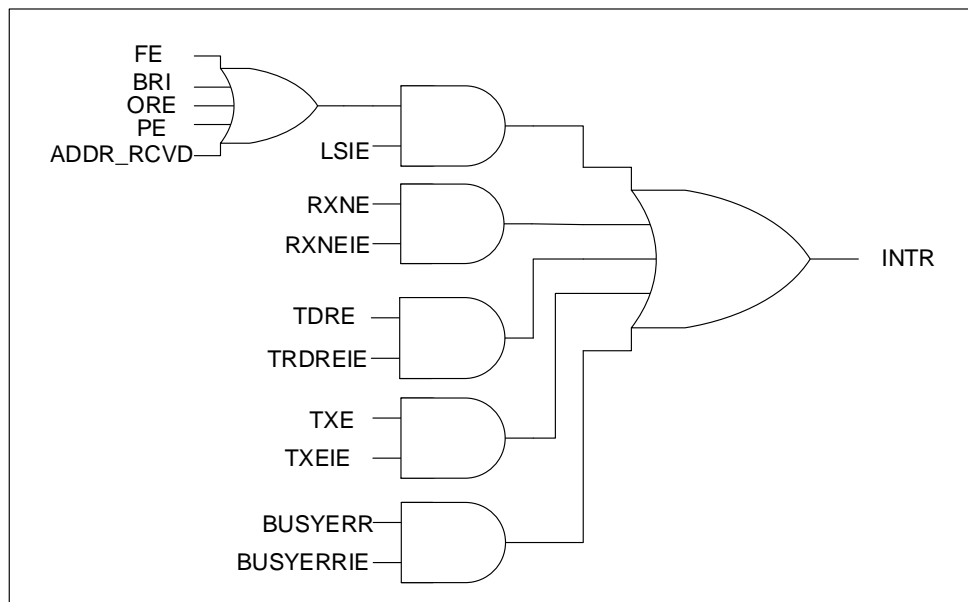 FE
BRI
ORE
PE
ADDR_RCVD
LSIE
RXNE
RXNEIE
INTR
TDRE
TRDREIE
TXE
TXEIE
BUSYERR
BUSYERRIE